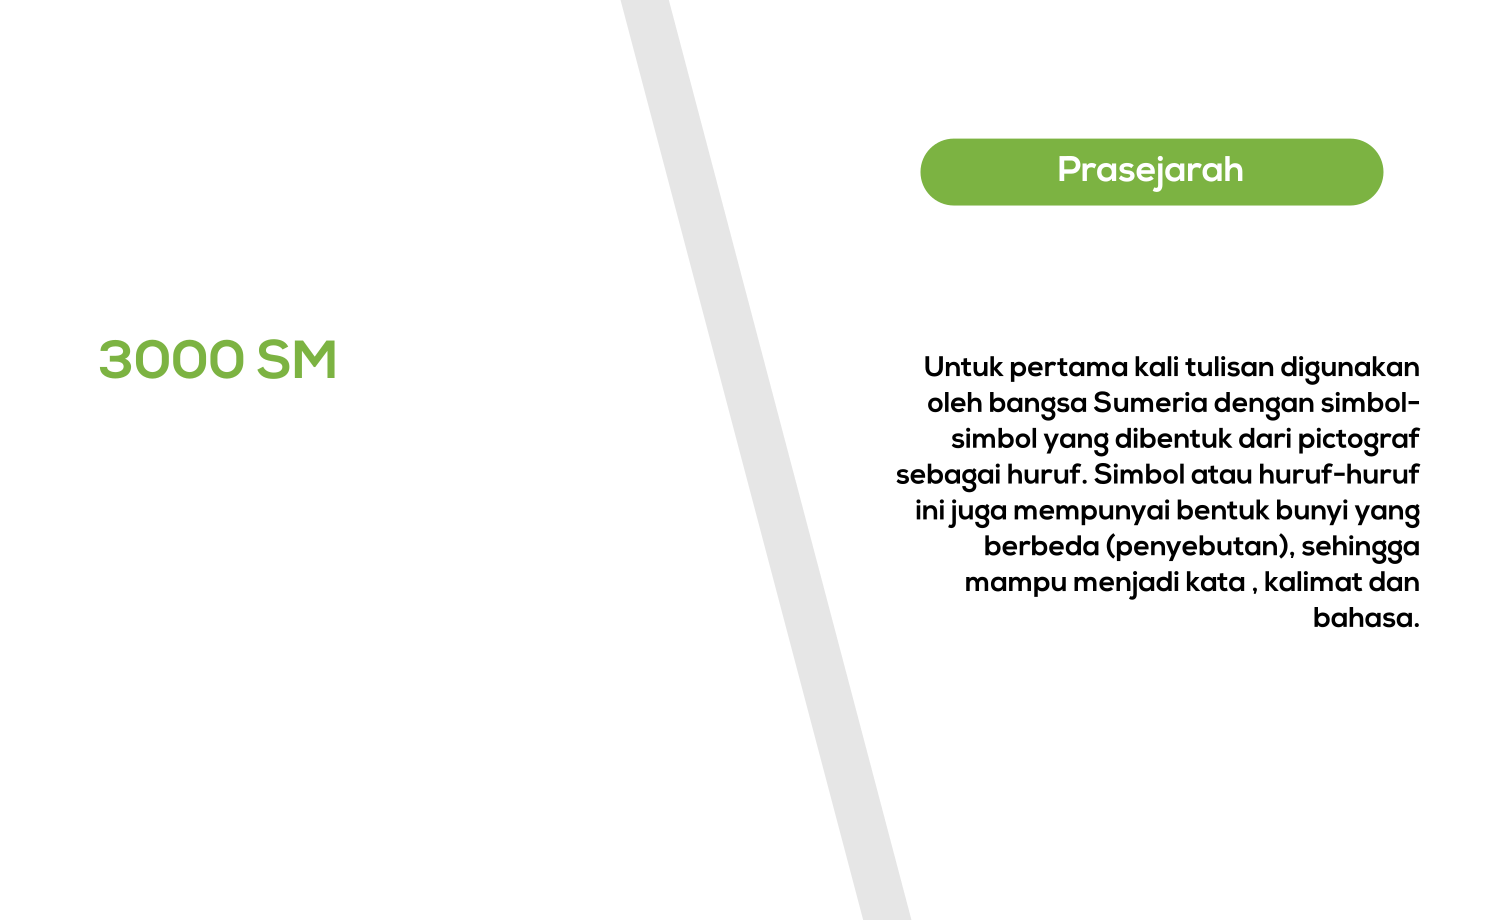 Prasejarah
3000 SM
Untuk pertama kali tulisan digunakan
oleh bangsa Sumeria dengan simbol-
simbol yang dibentuk dari pictograf
sebagai huruf. Simbol atau huruf-huruf
ini juga mempunyai bentuk bunyi yang
berbeda (penyebutan), sehingga
mampu menjadi kata , kalimat dan
bahasa.